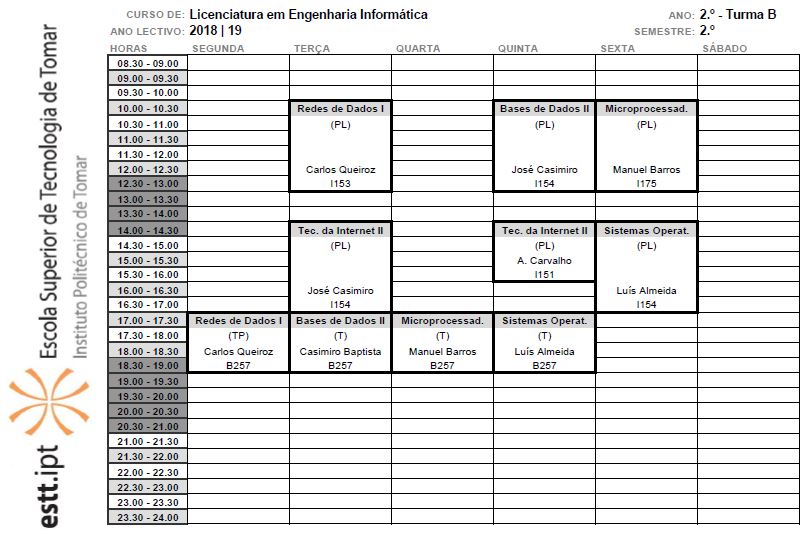 CURSO DE: Licenciatura em Engenharia Informática ANO: 2.º - Turma B
ANO LECTIVO: 2018 | 19 SEMESTRE: 2.º
HORAS SEGUNDA TERÇA QUARTA QUINTA SEXTA SÁBADO
08.30 - 09.00
09.00 - 09.30
09.30 - 10.00
10.00 - 10.30 Redes de Dados I Bases de Dados II Microprocessad.
10.30 - 11.00 (PL) (PL) (PL)
11.00 - 11.30
11.30 - 12.00
12.00 - 12.30 Carlos Queiroz José Casimiro Manuel Barros
12.30 - 13.00 I153 I154 I175
13.00 - 13.30
13.30 - 14.00
14.00 - 14.30 Tec. da Internet II Tec. da Internet II Sistemas Operat.
14.30 - 15.00 (PL) (PL) (PL)
15.00 - 15.30 A. Carvalho
15.30 - 16.00 I151
16.00 - 16.30 José Casimiro Luís Almeida
16.30 - 17.00 I154 I154
17.00 - 17.30 Redes de Dados I Bases de Dados II Microprocessad. Sistemas Operat.
17.30 - 18.00 (TP) (T) (T) (T)
18.00 - 18.30 Carlos Queiroz Casimiro Baptista Manuel Barros Luís Almeida
18.30 - 19.00 B257 B257 B257 B257
19.00 - 19.30
19.30 - 20.00
20.00 - 20.30
20.30 - 21.00
21.00 - 21.30
21.30 - 22.00
22.00 - 22.30
22.30 - 23.00
23.00 - 23.30
23.30 - 24.00
Escola Superior de Tecnologia de Tomar
Instituto Politécnico de Tomar
estt.ipt